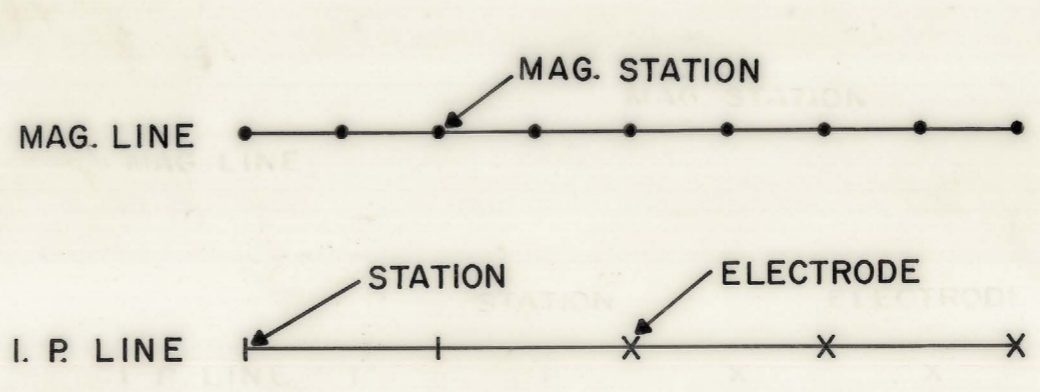 MAG. STATION
MAG. LINE
STATION
ELECTRODE
I. P. LINE